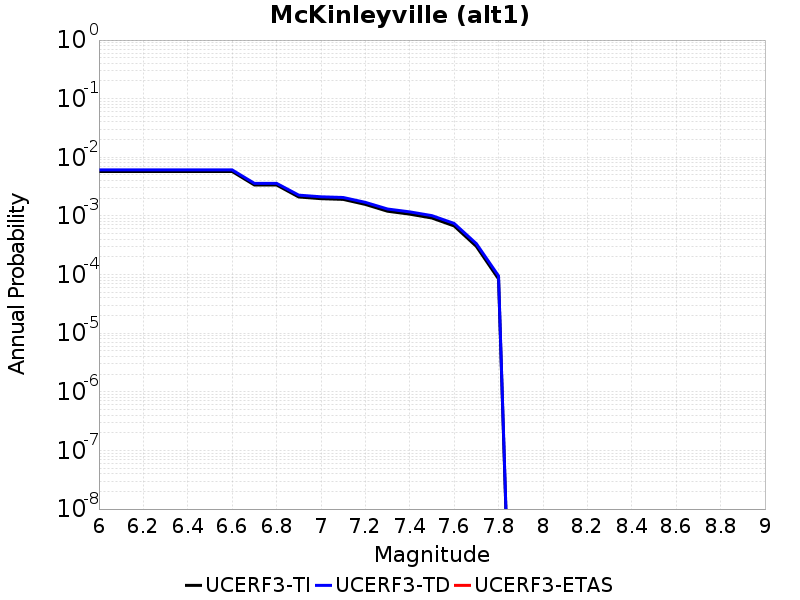 McKinleyville (alt1)
10^0
10^-1
10^-2
10^-3
10^-4
10^-5
10^-6
10^-7
10^-8
Annual Probability
6 6.2 6.4 6.6 6.8 7 7.2 7.4 7.6 7.8 8 8.2 8.4 8.6 8.8 9
Magnitude
UCERF3-TI UCERF3-TD UCERF3-ETAS